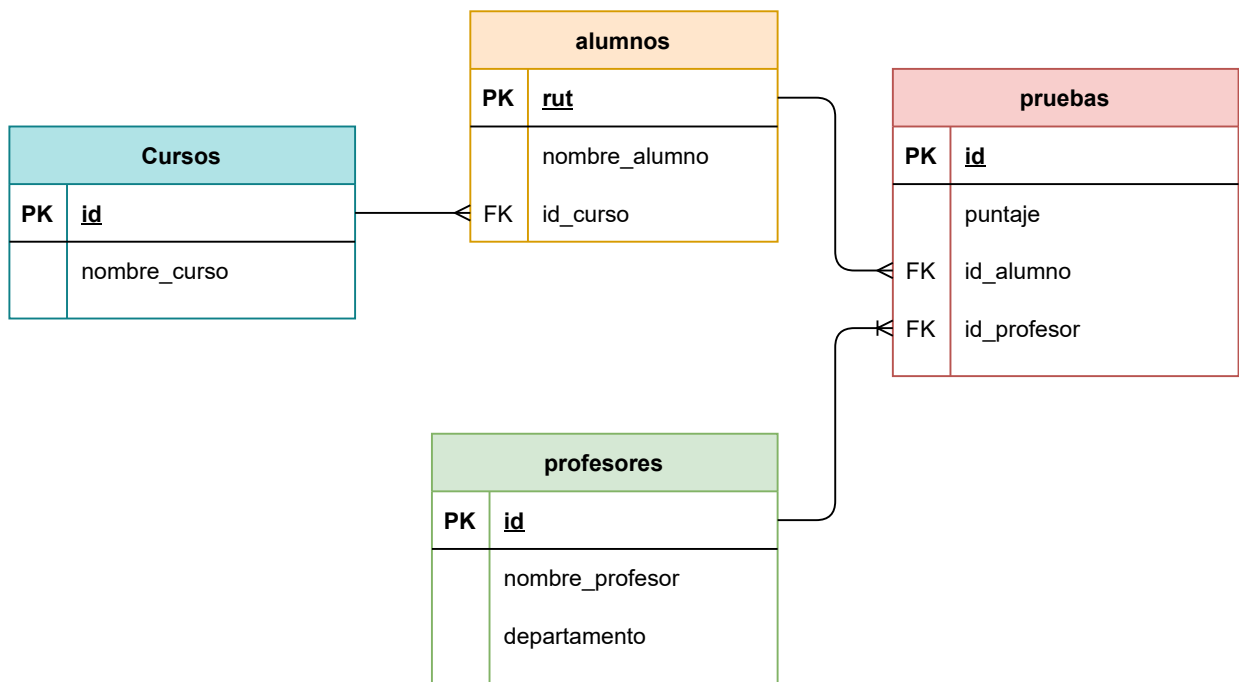 Cursos
PK id
nombre_curso
alumnos
PK rut
nombre_alumno
FK id_curso
pruebas
PK id
puntaje
FK id_alumno
FK id_profesor
profesores
PK id
nombre_profesor
departamento